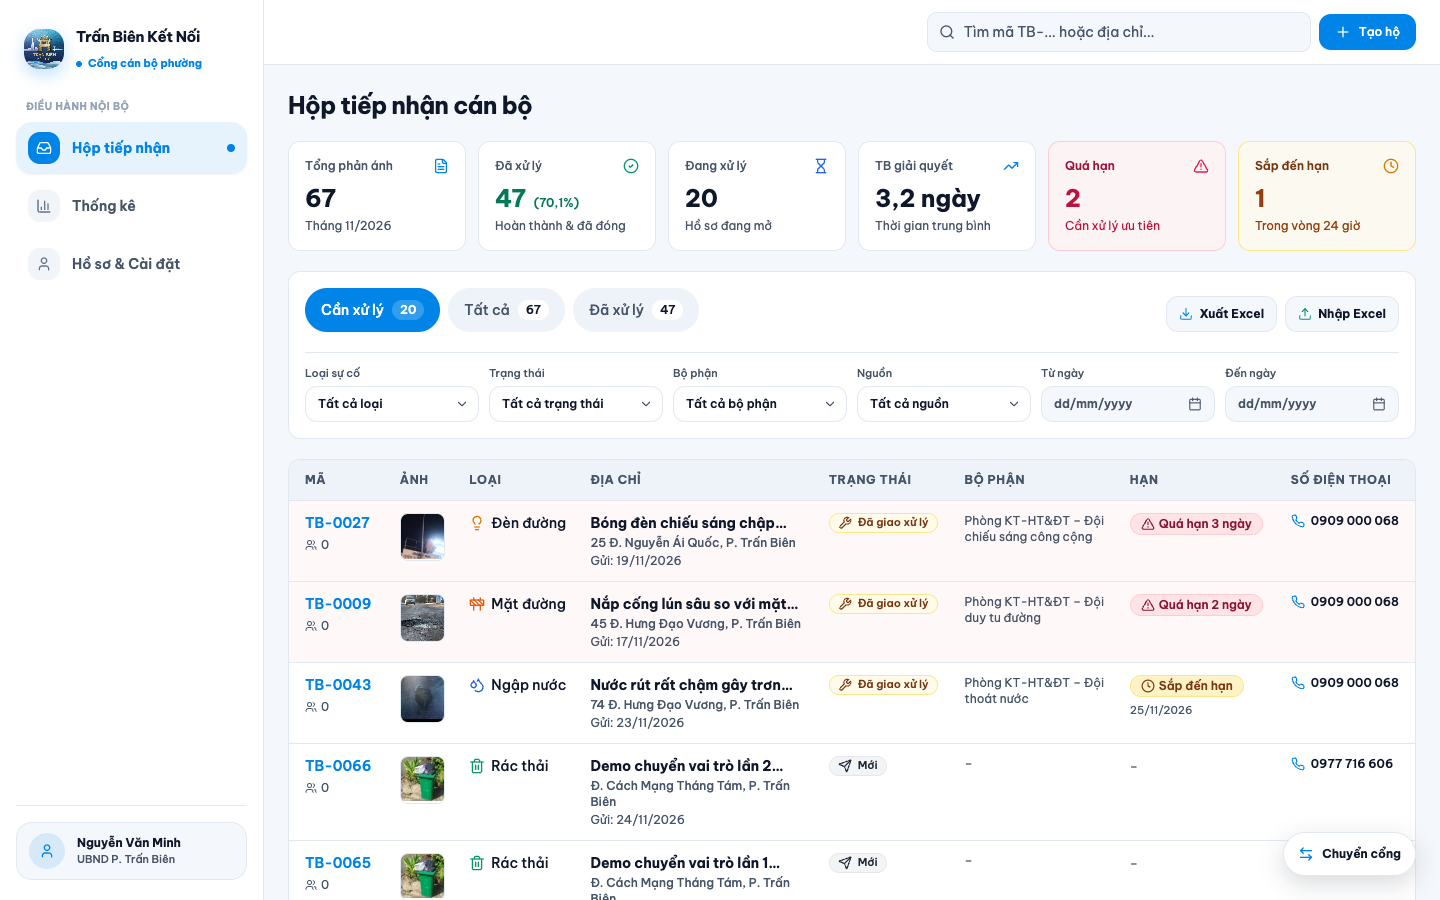 Trấn Biên Kết Nối
Cổng cán bộ phường
ĐIỀU HÀNH NỘI BỘ
Hộp tiếp nhận
Thống kê
Hồ sơ & Cài đặt
Nguyễn Văn Minh
UBND P. Trấn Biên
Tìm mã TB-... hoặc địa chỉ...
Tạo hộ
Hộp tiếp nhận cán bộ
Tổng phản ánh
67
Tháng 11/2026
Đã xử lý
47 (70,1%)
Hoàn thành & đã đóng
Đang xử lý
20
Hồ sơ đang mở
TB giải quyết
3,2 ngày
Thời gian trung bình
Quá hạn
2
Cần xử lý ưu tiên
Sắp đến hạn
1
Trong vòng 24 giờ
Cần xử lý 20
Tất cả 67
Đã xử lý 47
Xuất Excel
Nhập Excel
Loại sự cố
Tất cả loại
Trạng thái
Tất cả trạng thái
Bộ phận
Tất cả bộ phận
Nguồn
Tất cả nguồn
Từ ngày
dd/mm/yyyy
Đến ngày
dd/mm/yyyy
MÃ ẢNH LOẠI ĐỊA CHỈ TRẠNG THÁI BỘ PHẬN HẠN SỐ ĐIỆN THOẠI
TB-0027
0
Đèn đường
Bóng đèn chiếu sáng chập...
25 Đ. Nguyễn Ái Quốc, P. Trấn Biên
Gửi: 19/11/2026
Đã giao xử lý
Phòng KT-HT&ĐT – Đội
chiếu sáng công cộng
Quá hạn 3 ngày
0909 000 068
TB-0009
0
Mặt đường
Nắp cống lún sâu so với mặt...
45 Đ. Hưng Đạo Vương, P. Trấn Biên
Gửi: 17/11/2026
Đã giao xử lý
Phòng KT-HT&ĐT – Đội
duy tu đường
Quá hạn 2 ngày
0909 000 068
TB-0043
0
Ngập nước
Nước rút rất chậm gây trơn...
74 Đ. Hưng Đạo Vương, P. Trấn Biên
Gửi: 23/11/2026
Đã giao xử lý
Phòng KT-HT&ĐT – Đội
thoát nước
Sắp đến hạn
25/11/2026
0909 000 068
TB-0066
0
Rác thải
Demo chuyển vai trò lần 2...
Đ. Cách Mạng Tháng Tám, P. Trấn
Biên
Gửi: 24/11/2026
Mới
–
–
0977 716 606
TB-0065
0
Rác thải
Demo chuyển vai trò lần 1...
Đ. Cách Mạng Tháng Tám, P. Trấn
Biên
Mới
–
–
Chuyển cổng